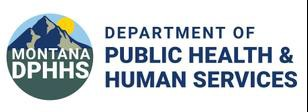 MONTANA
DPHHS
DEPARTMENT OF
PUBLIC HEALTH &
HUMAN SERVICES